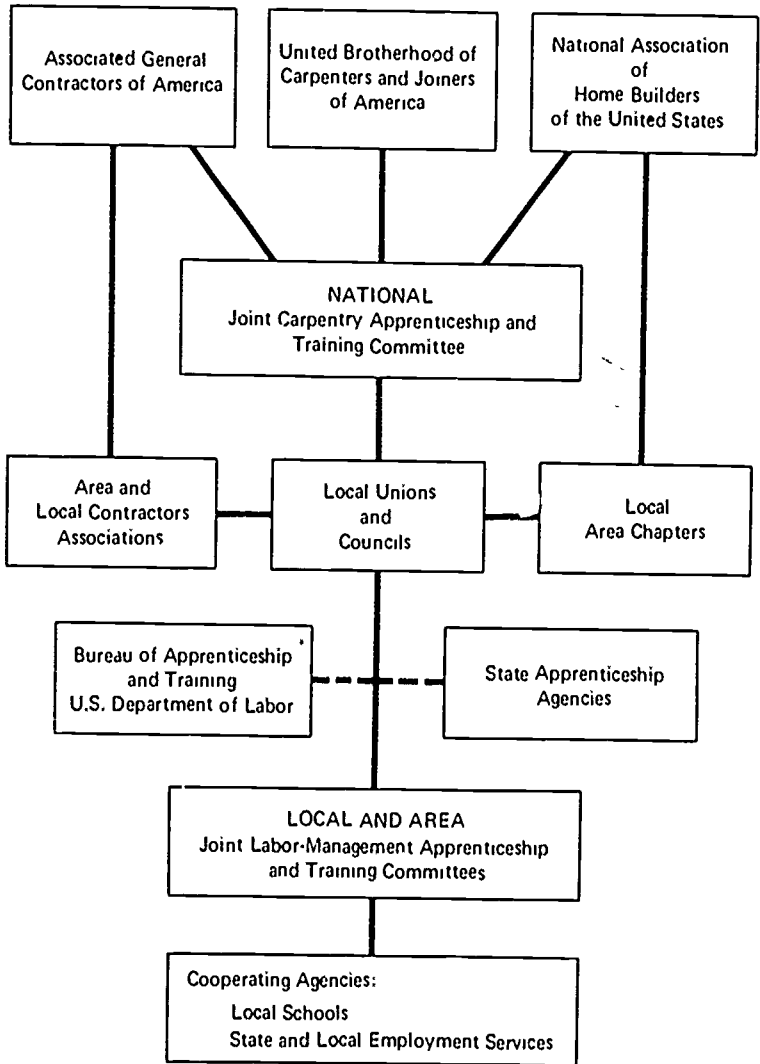 Associated General
Contractors of America
United Brotherhood of
Carpenters and Joiners
of America
National Association
of
Home Builders
of the United States
NATIONAL
Joint Carpentry Apprenticeship and
Training Committee
Area and
Local Contractors
Associations
Local Unions
and
Councils
Local
Area Chapters
Bureau of Apprenticeship
and Training
U.S. Department of Labor
State Apprenticeship
Agencies
LOCAL AND AREA
Joint Labor-Management Apprenticeship
and Training Committees
Cooperating Agencies:
Local Schools
State and Local Employment Services